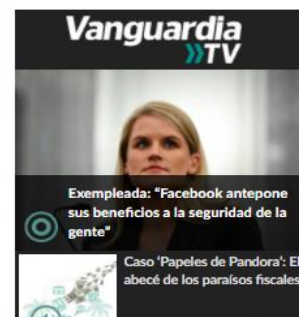 Vanguardia
TV
Exempleada: “Facebook antepone
sus beneficios a la seguridad de la
gente”
Caso ‘Papeles de Pandora’: El
abecé de los paraísos fiscales